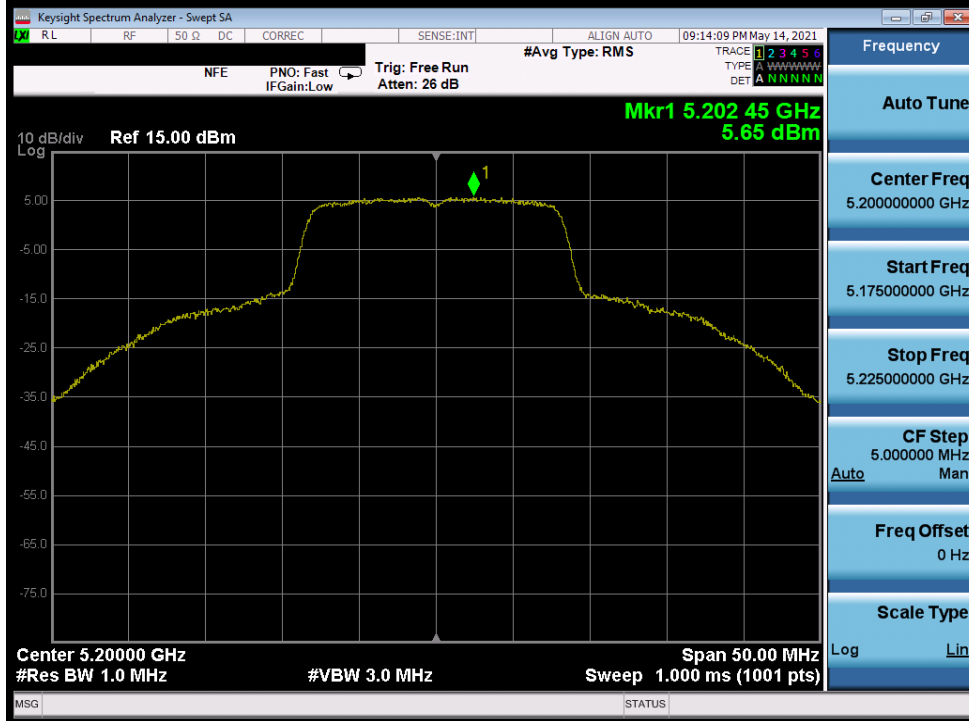 Keysight Spectrum Analyzer - Swept SA
LXI RL RF 50 Ω DC CORREC SENSE:INT ALIGN AUTO 09:14:09 PM May 14, 2021
NFE PNO: Fast Trig: Free Run #Avg Type: RMS TRACE 1 2 3 4 5 6
IFGain:Low Atten: 26 dB TYPE A WWWWW
DET A N N N N N
Mkr1 5.202 45 GHz
5.65 dBm
10 dB/div Ref 15.00 dBm
Log
1
5.00
-5.00
-15.0
-25.0
-35.0
-45.0
-55.0
-65.0
-75.0
Center 5.20000 GHz Span 50.00 MHz
#Res BW 1.0 MHz #VBW 3.0 MHz Sweep 1.000 ms (1001 pts)
MSG STATUS
Frequency
Auto Tune
Center Freq
5.200000000 GHz
Start Freq
5.175000000 GHz
Stop Freq
5.225000000 GHz
CF Step
5.000000 MHz
Auto Man
Freq Offset
0 Hz
Scale Type
Log Lin